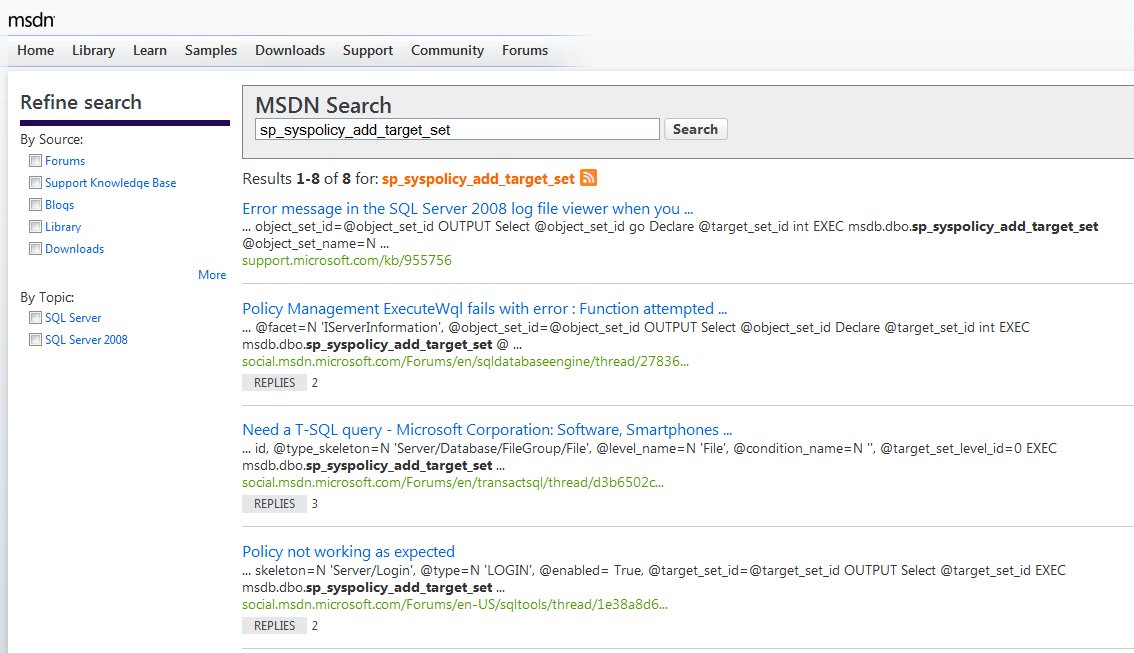 msdn
Home Library Learn Samples Downloads Support Community Forums
Refine search
By Source:
Forums
Support Knowledge Base
Blogs
Library
Downloads
More
By Topic:
SQL Server
SQL Server 2008
MSDN Search
sp_syspolicy_add_target_set Search
Results 1-8 of 8 for: sp_syspolicy_add_target_set
Error message in the SQL Server 2008 log file viewer when you ...
... object_set_id=@object_set_id OUTPUT Select @object_set_id go Declare @target_set_id int EXEC msdb.dbo.sp_syspolicy_add_target_set
@object_set_name=N ...
support.microsoft.com/kb/955756
Policy Management ExecuteWql fails with error : Function attempted ...
... @facet=N 'IServerInformation', @object_set_id=@object_set_id OUTPUT Select @object_set_id Declare @target_set_id int EXEC
msdb.dbo.sp_syspolicy_add_target_set @ ...
social.msdn.microsoft.com/Forums/en/sqldatabaseengine/thread/27836...
REPLIES 2
Need a T-SQL query - Microsoft Corporation: Software, Smartphones ...
... id, @type_skeleton=N 'Server/Database/FileGroup/File', @level_name=N 'File', @condition_name=N '', @target_set_level_id=0 EXEC
msdb.dbo.sp_syspolicy_add_target_set ...
social.msdn.microsoft.com/Forums/en/transactsql/thread/d3b6502c...
REPLIES 3
Policy not working as expected
... skeleton=N 'Server/Login', @type=N 'LOGIN', @enabled= True, @target_set_id=@target_set_id OUTPUT Select @target_set_id EXEC
msdb.dbo.sp_syspolicy_add_target_set ...
social.msdn.microsoft.com/Forums/en-US/sqltools/thread/1e38a8d6...
REPLIES 2